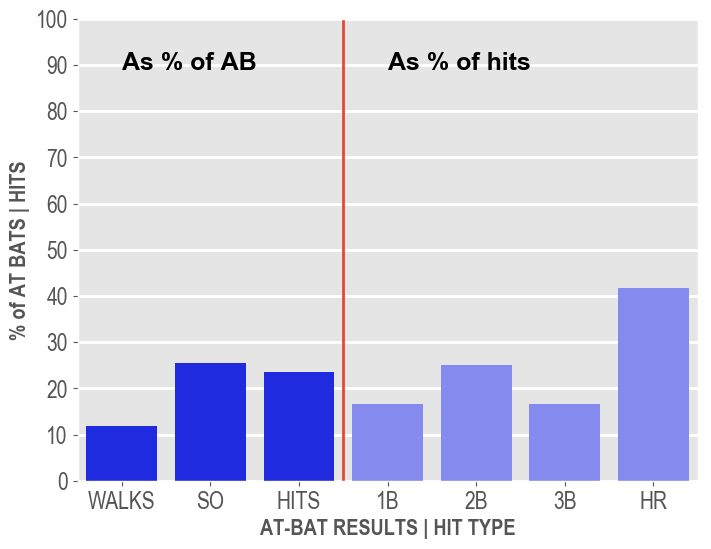 100
90
80
70
60
50
40
30
20
10
0
As % of AB
As % of hits
% of AT BATS | HITS
WALKS SO HITS 1B 2B 3B HR
AT-BAT RESULTS | HIT TYPE